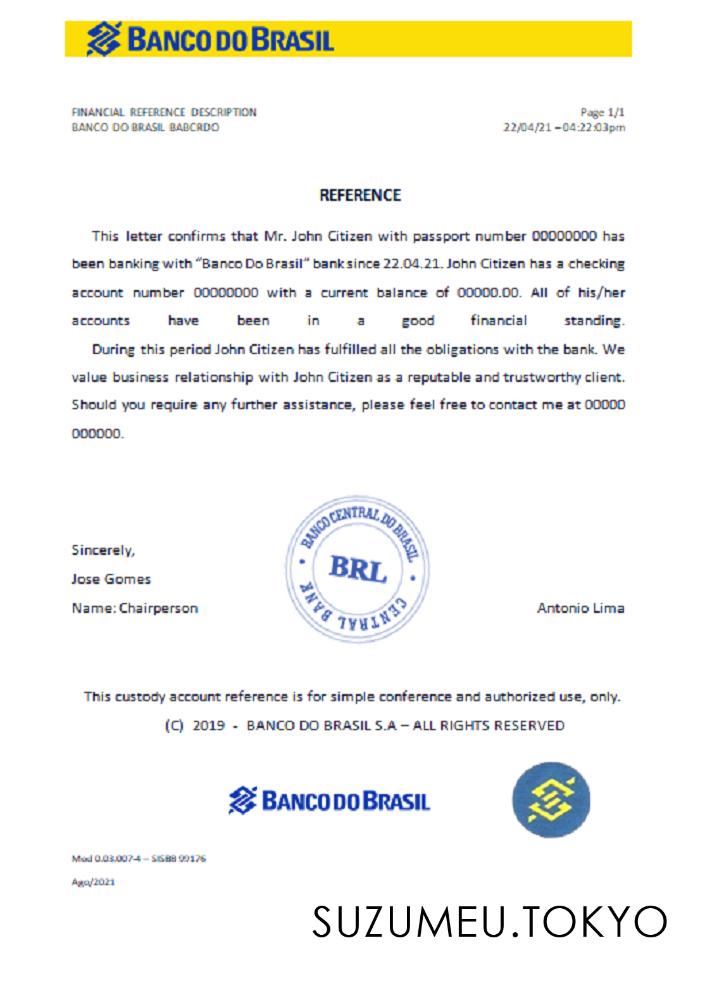 BANCO DO BRASIL
FINANCIAL REFERENCE DESCRIPTION
BANCO DO BRASIL BABCRDO
Page 1/1
22/04/21 –04:22:03pm
REFERENCE
This letter confirms that Mr. John Citizen with passport number 00000000 has
been banking with "Banco Do Brasil" bank since 22.04.21. John Citizen has a checking
account number 00000000 with a current balance of 00000.00. All of his/her
accounts have been in a good financial standing.
During this period John Citizen has fulfilled all the obligations with the bank. We
value business relationship with John Citizen as a reputable and trustworthy client.
Should you require any further assistance, please feel free to contact me at 00000
000000.
BANCO CENTRAL DO BRASIL
BRL
CENTRAL BANK
Sincerely,
Jose Gomes
Name: Chairperson
Antonio Lima
This custody account reference is for simple conference and authorized use, only.
(C) 2019 - BANCO DO BRASIL S.A – ALL RIGHTS RESERVED
BANCO DO BRASIL
Mod 0.03.007-4 – SISBB 99176
Ago/2021
SUZUMEU.TOKYO